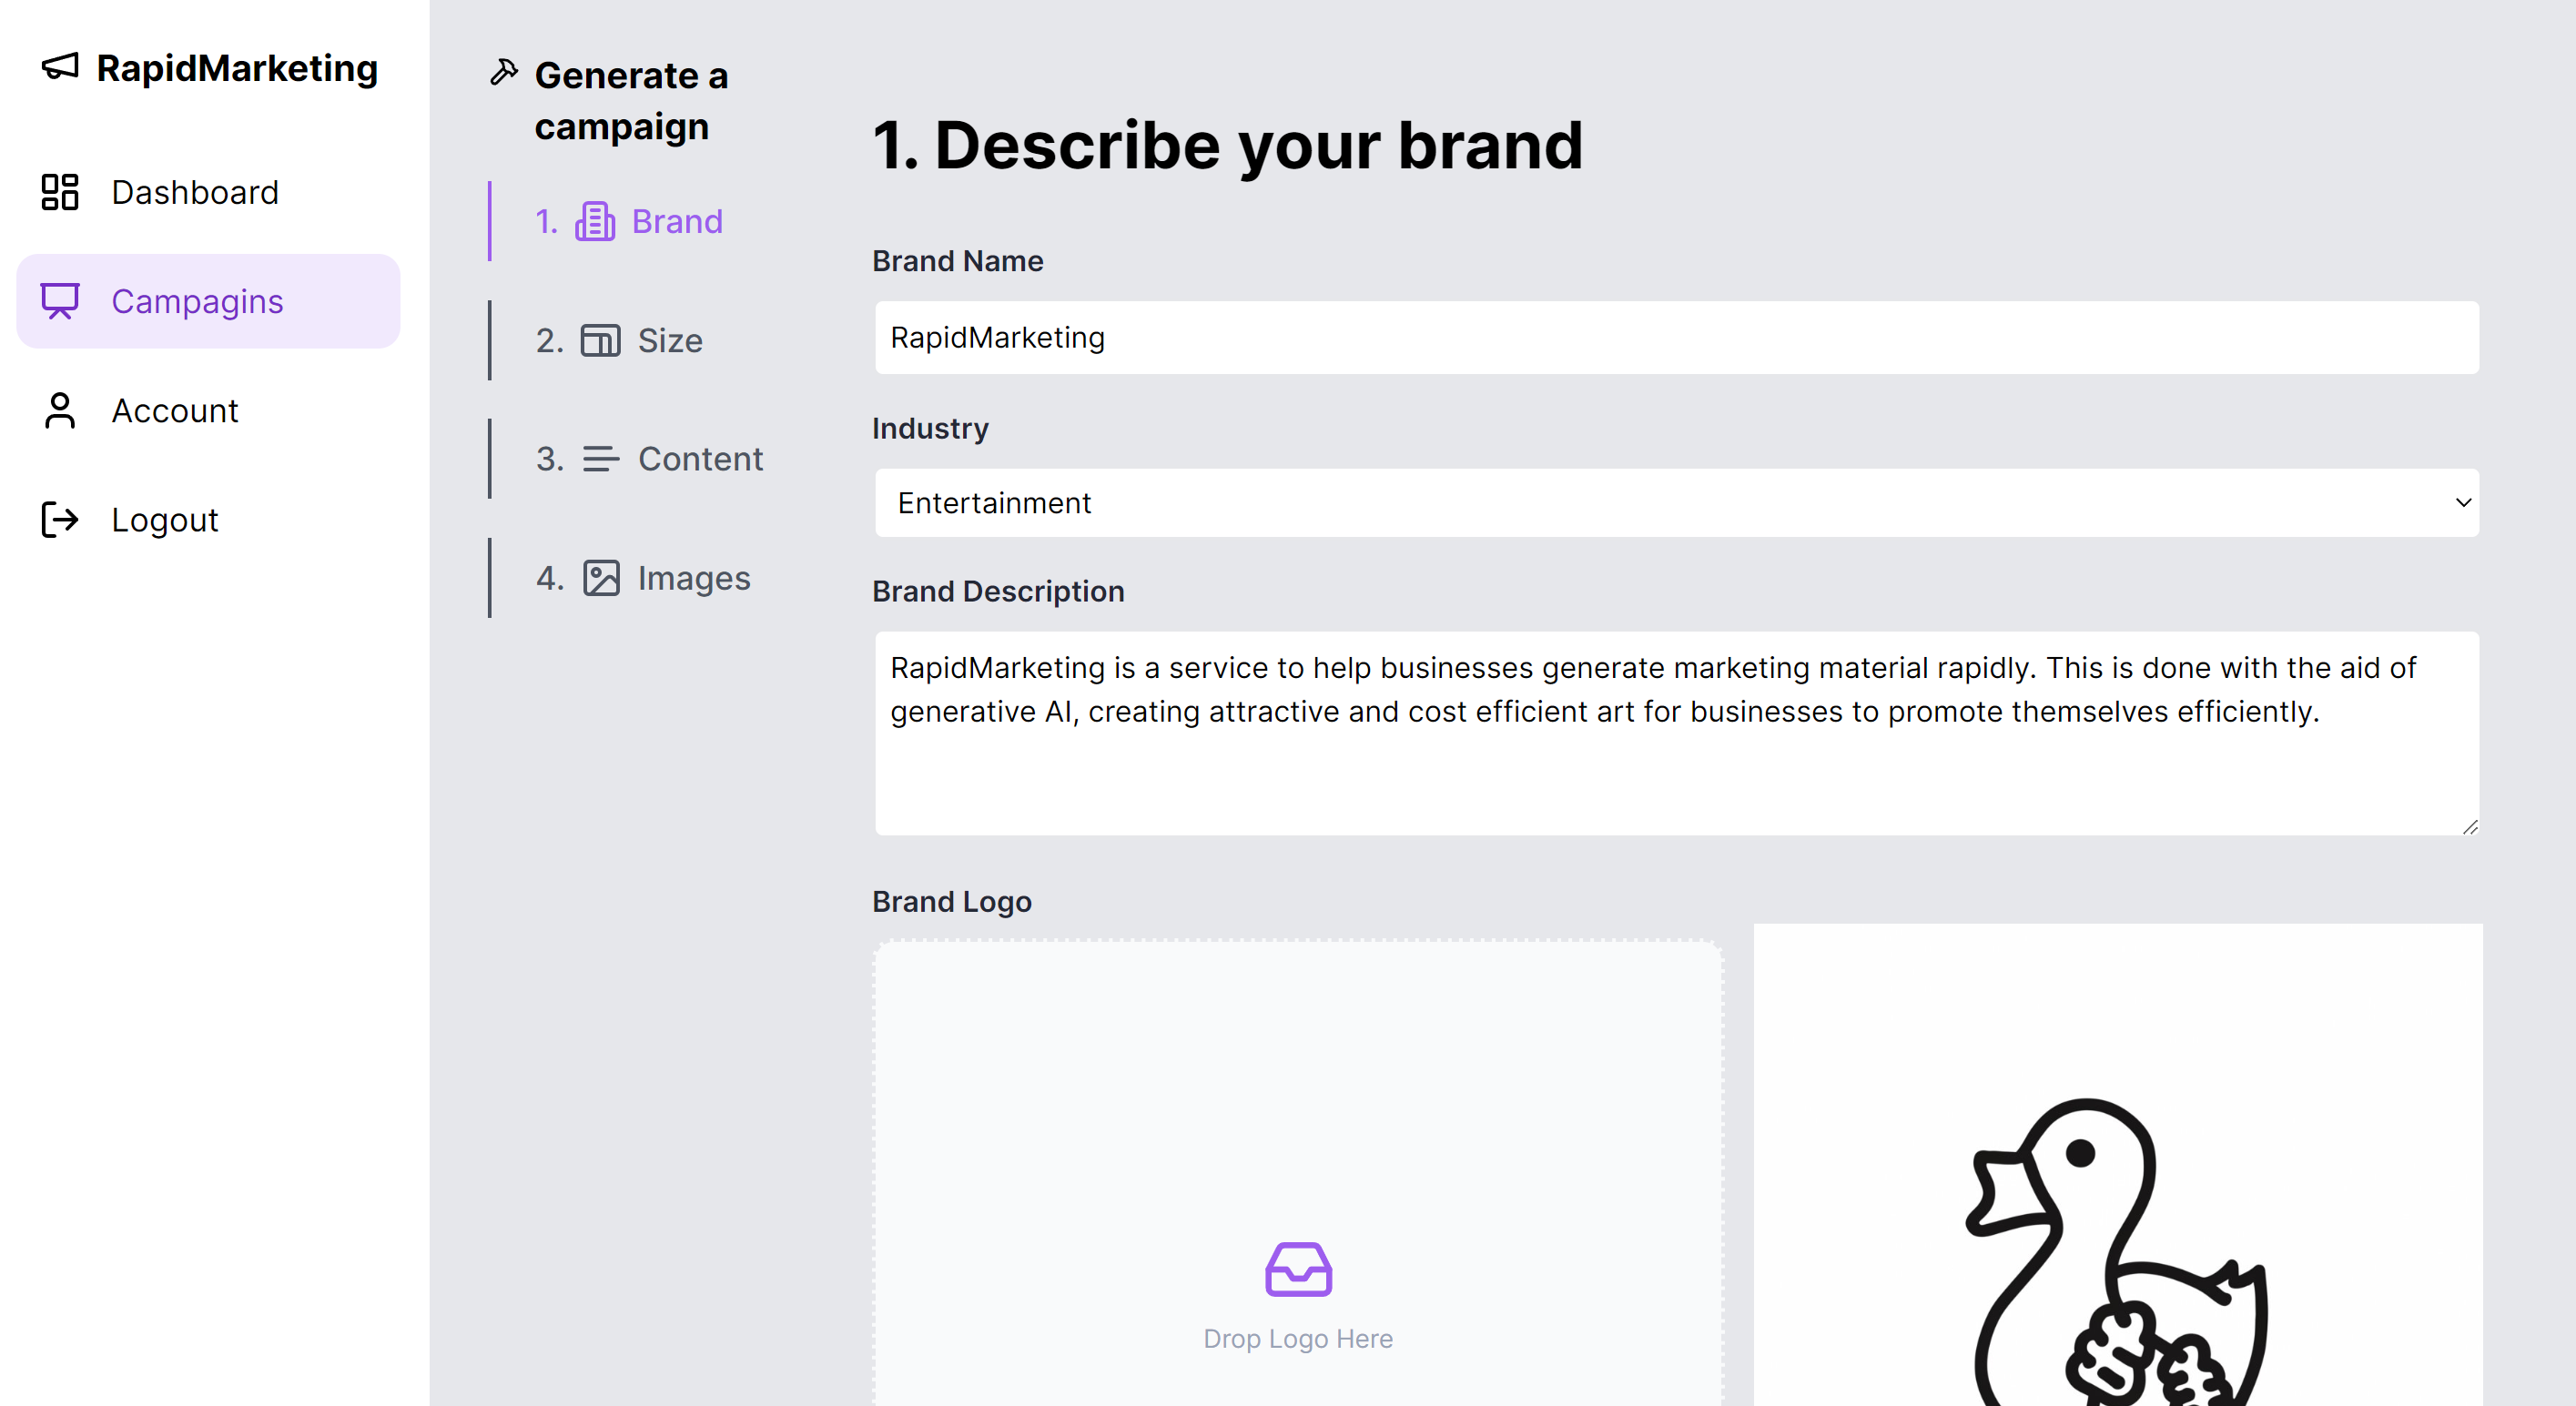 RapidMarketing
Dashboard
Campagins
Account
Logout
Generate a
campaign
1. Brand
2. Size
3. Content
4. Images
1. Describe your brand
Brand Name
RapidMarketing
Industry
Entertainment
Brand Description
RapidMarketing is a service to help businesses generate marketing material rapidly. This is done with the aid of
generative AI, creating attractive and cost efficient art for businesses to promote themselves efficiently.
Brand Logo
Drop Logo Here